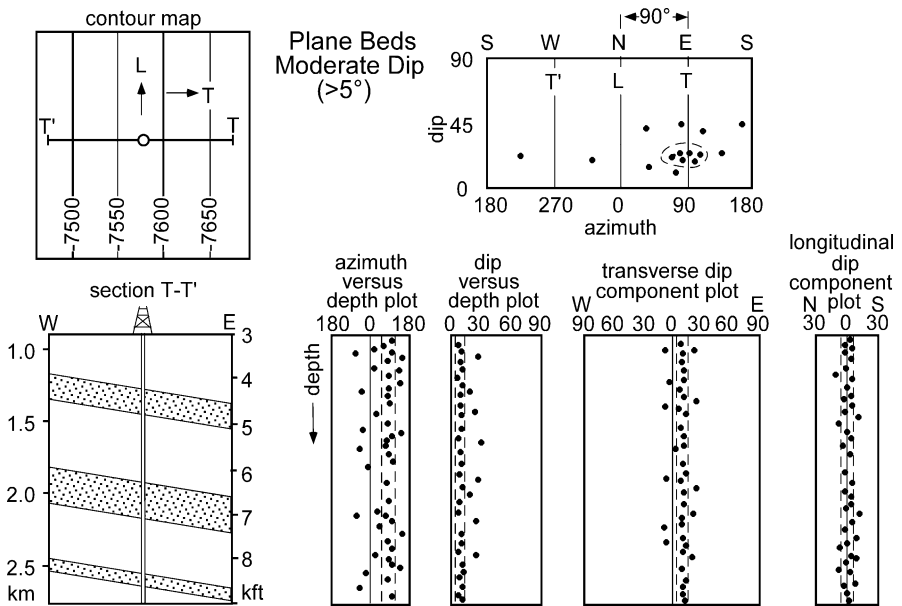 contour map
L
T
T'
T
7500
7550
7600
7650
Plane Beds
Moderate Dip
(>5°)
90°
S W N E S
90
45
0
dip
T' L T
180 270 0 90 180
azimuth
section T-T'
W E
1.0
1.5
2.0
2.5
km
3
4
5
6
7
8
kft
azimuth
versus
depth plot
180 0 180
depth
dip
versus
depth plot
0 30 90
transverse dip
component plot
W E
90 60 30 0 30 60 90
longitudinal
dip
component
plot
N S
30 0 30